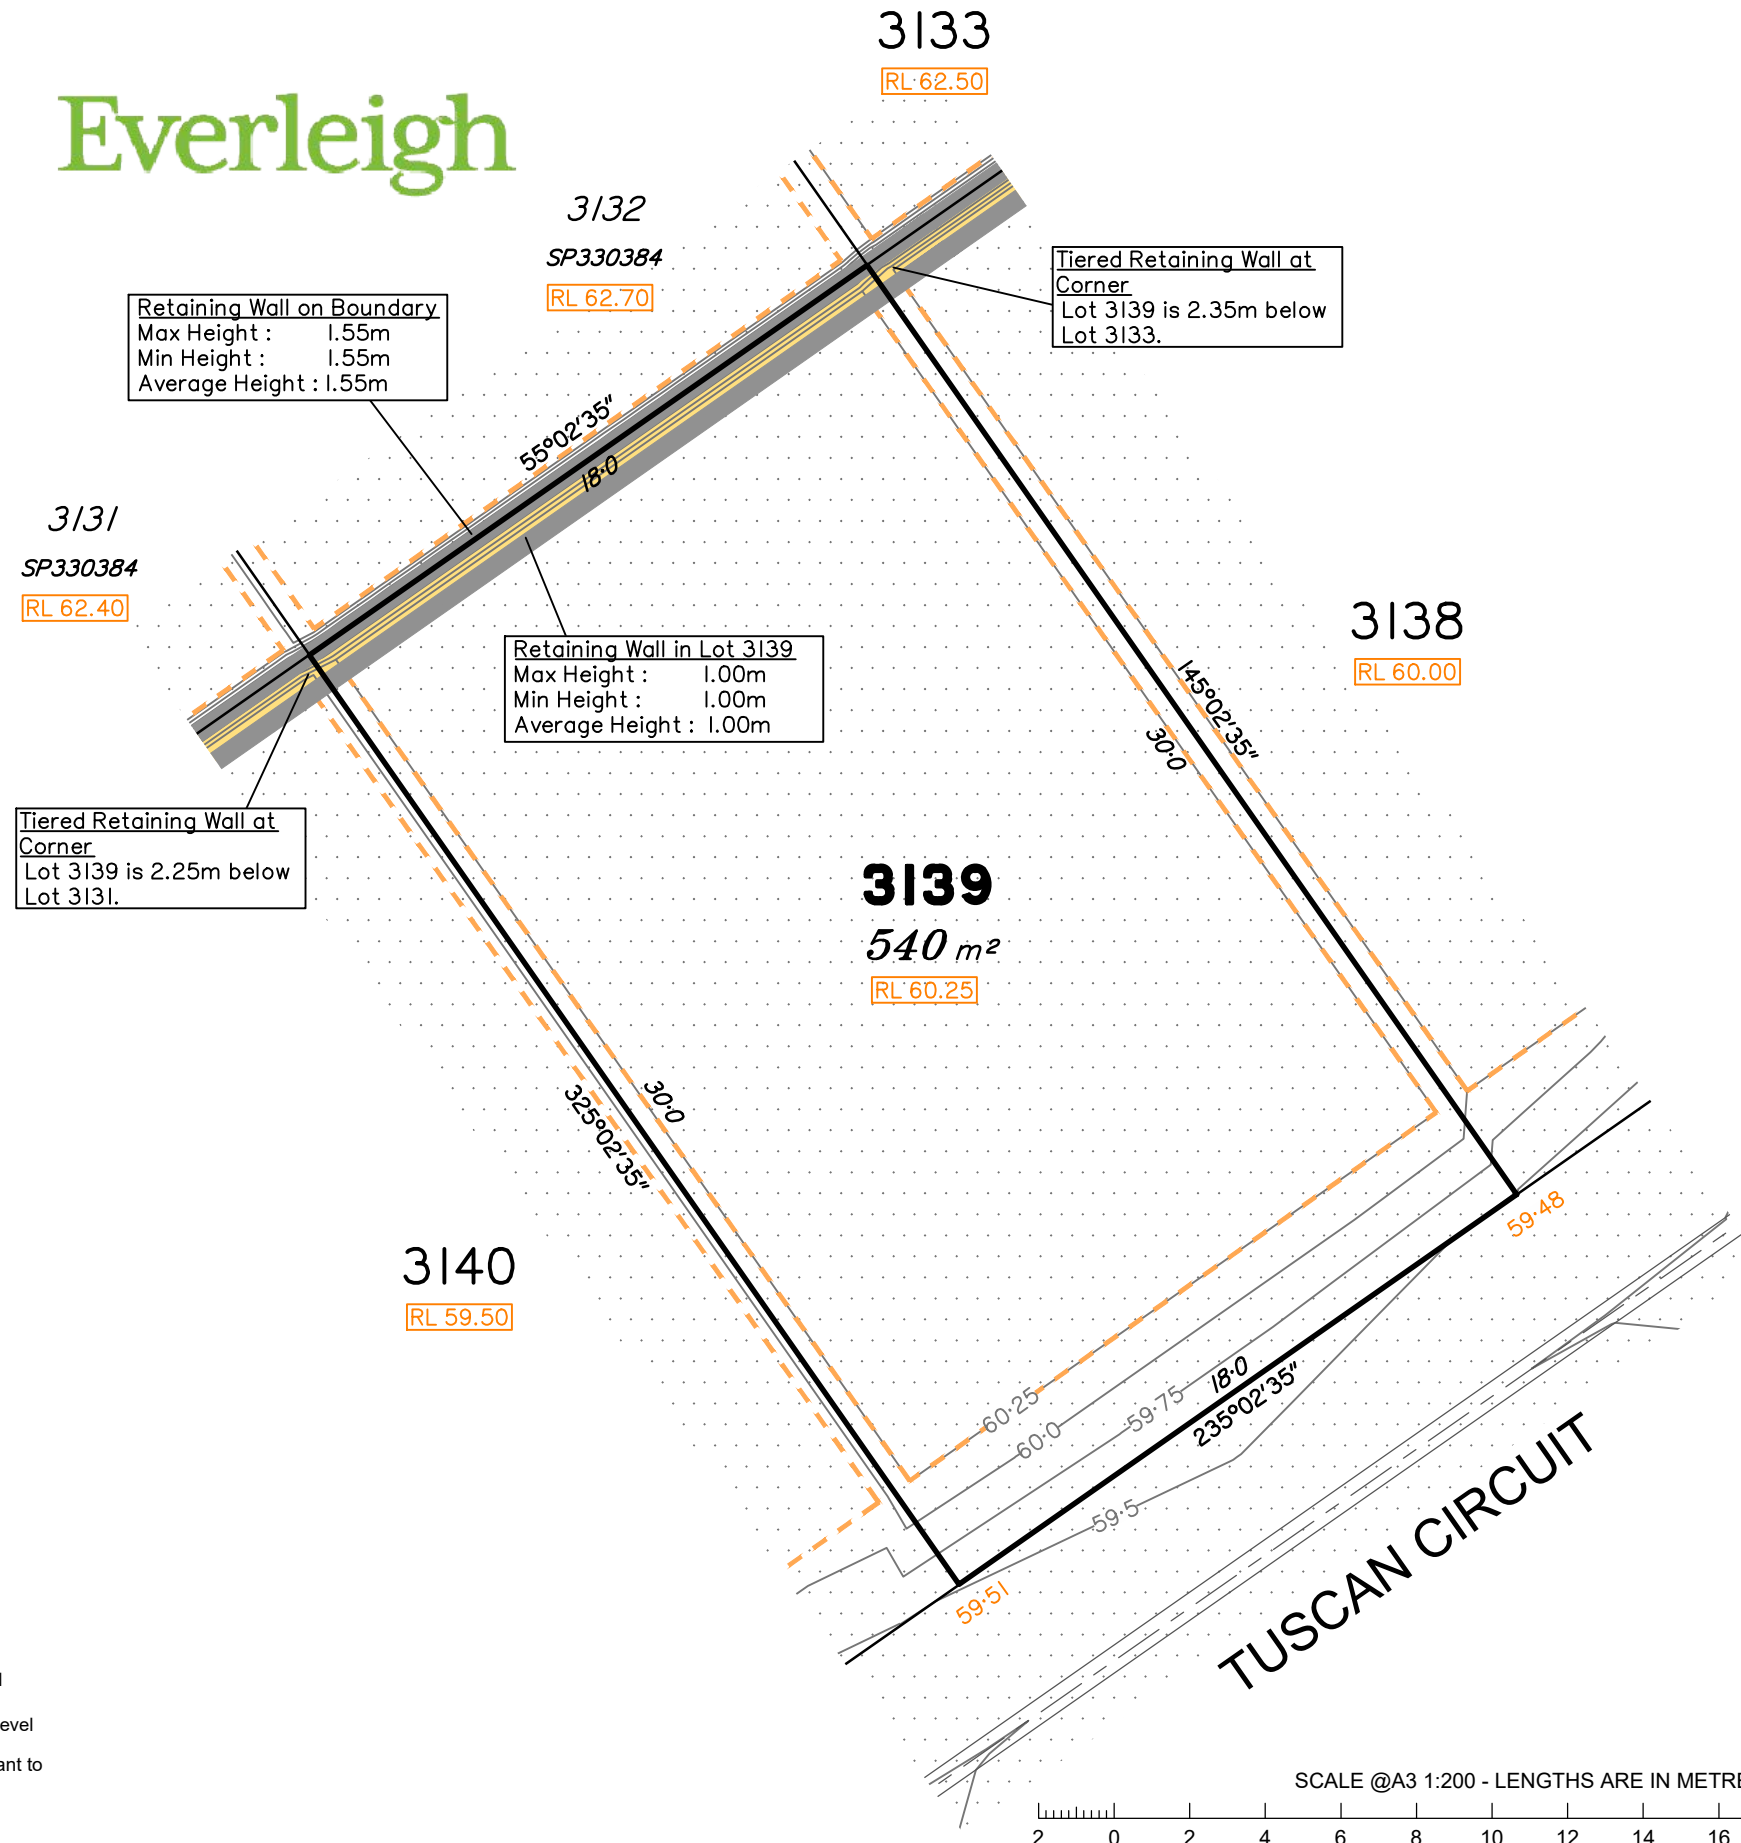 3133
RL 62.50
Everleigh
3132
SP330384
RL 62.70
Tiered Retaining Wall at
Corner
Lot 3139 is 2.35m below
Lot 3133.
Retaining Wall on Boundary
Max Height : 1.55m
Min Height : 1.55m
Average Height : 1.55m
55°02'35"
18·0
3131
SP330384
RL 62.40
Retaining Wall in Lot 3139
Max Height : 1.00m
Min Height : 1.00m
Average Height : 1.00m
3138
RL 60.00
145°02'35"
30·0
Tiered Retaining Wall at
Corner
Lot 3139 is 2.25m below
Lot 3131.
3139
540 m²
RL 60.25
30·0
325°02'35"
3140
RL 59.50
59·48
60·25
60·0
59·75
18·0
235°02'35"
59·5
59·51
TUSCAN CIRCUIT
evel
ant to
SCALE @A3 1:200 - LENGTHS ARE IN METRE
2 0 2 4 6 8 10 12 14 16